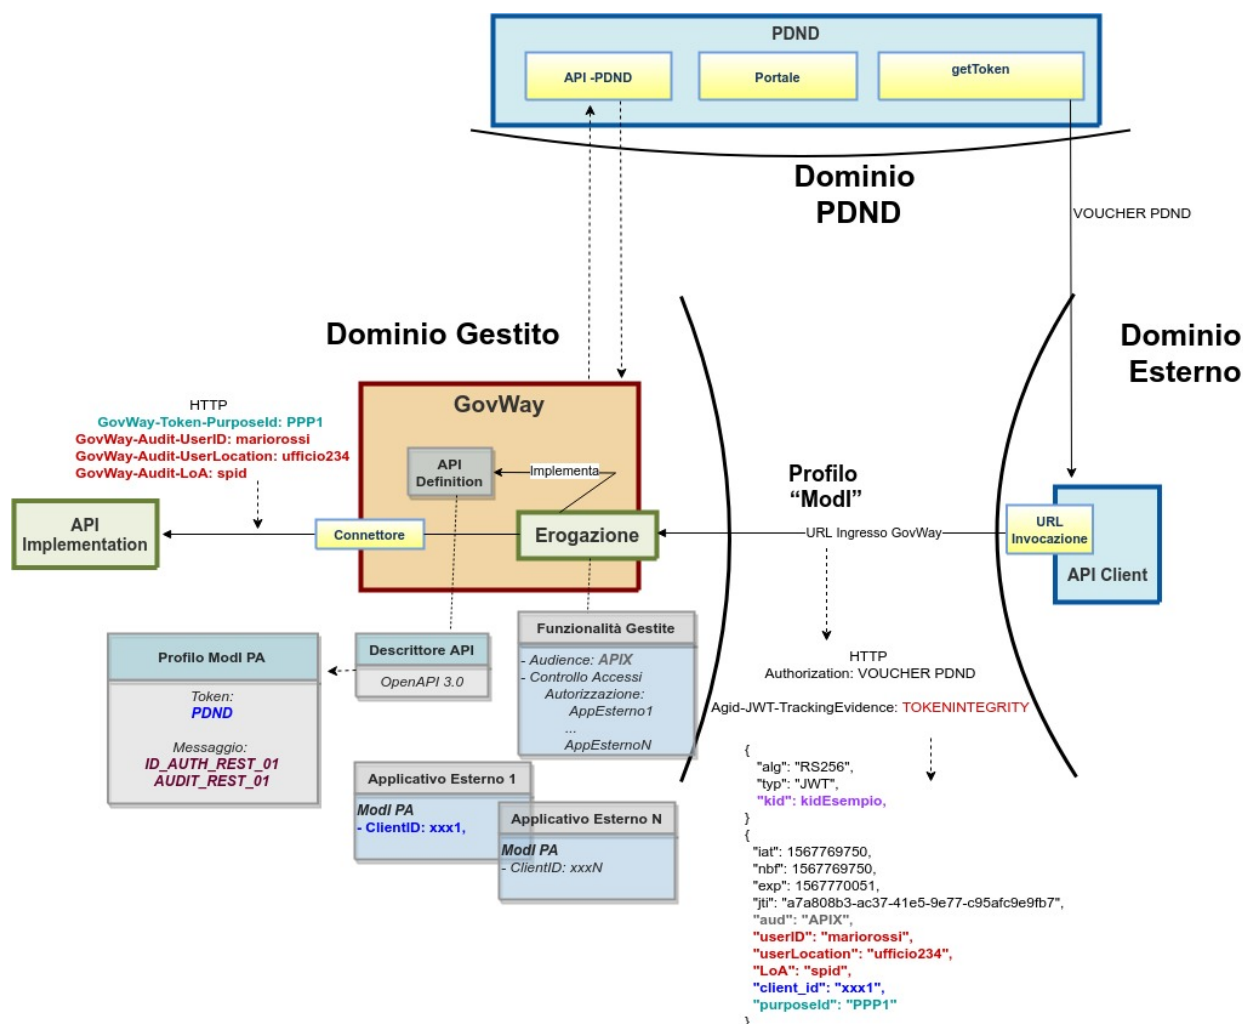 PDND
API -PDND
Portale
getToken
Dominio
PDND
VOUCHER PDND
Dominio Gestito
Dominio
Esterno
HTTP
GovWay-Token-PurposeId: PPP1
GovWay-Audit-UserID: mariorossi
GovWay-Audit-UserLocation: ufficio234
GovWay-Audit-LoA: spid
GovWay
API
Definition
Implementa
Profilo
“ModI”
API
Implementation
Connettore
Erogazione
URL Ingresso GovWay
URL
Invocazione
API Client
Profilo ModI PA
Token:
PDND
Messaggio:
ID_AUTH_REST_01
AUDIT_REST_01
Descrittore API
OpenAPI 3.0
Funzionalità Gestite
- Audience: APIX
- Controllo Accessi
Autorizzazione:
AppEsterno1
...
AppEsternoN
Applicativo Esterno 1
ModI PA
- ClientID: xxx1,
Applicativo Esterno N
ModI PA
- ClientID: xxxN
HTTP
Authorization: VOUCHER PDND
Agid-JWT-TrackingEvidence: TOKENINTEGRITY
{
"alg": "RS256",
"typ": "JWT",
"kid": kidEsempio,
}
{
"iat": 1567769750,
"nbf": 1567769750,
"exp": 1567770051,
"jti": "a7a808b3-ac37-41e5-9e77-c95afc9e9fb7",
"aud": "APIX",
"userID": "mariorossi",
"userLocation": "ufficio234",
"LoA": "spid",
"client_id": "xxx1",
"purposeId": "PPP1"
}